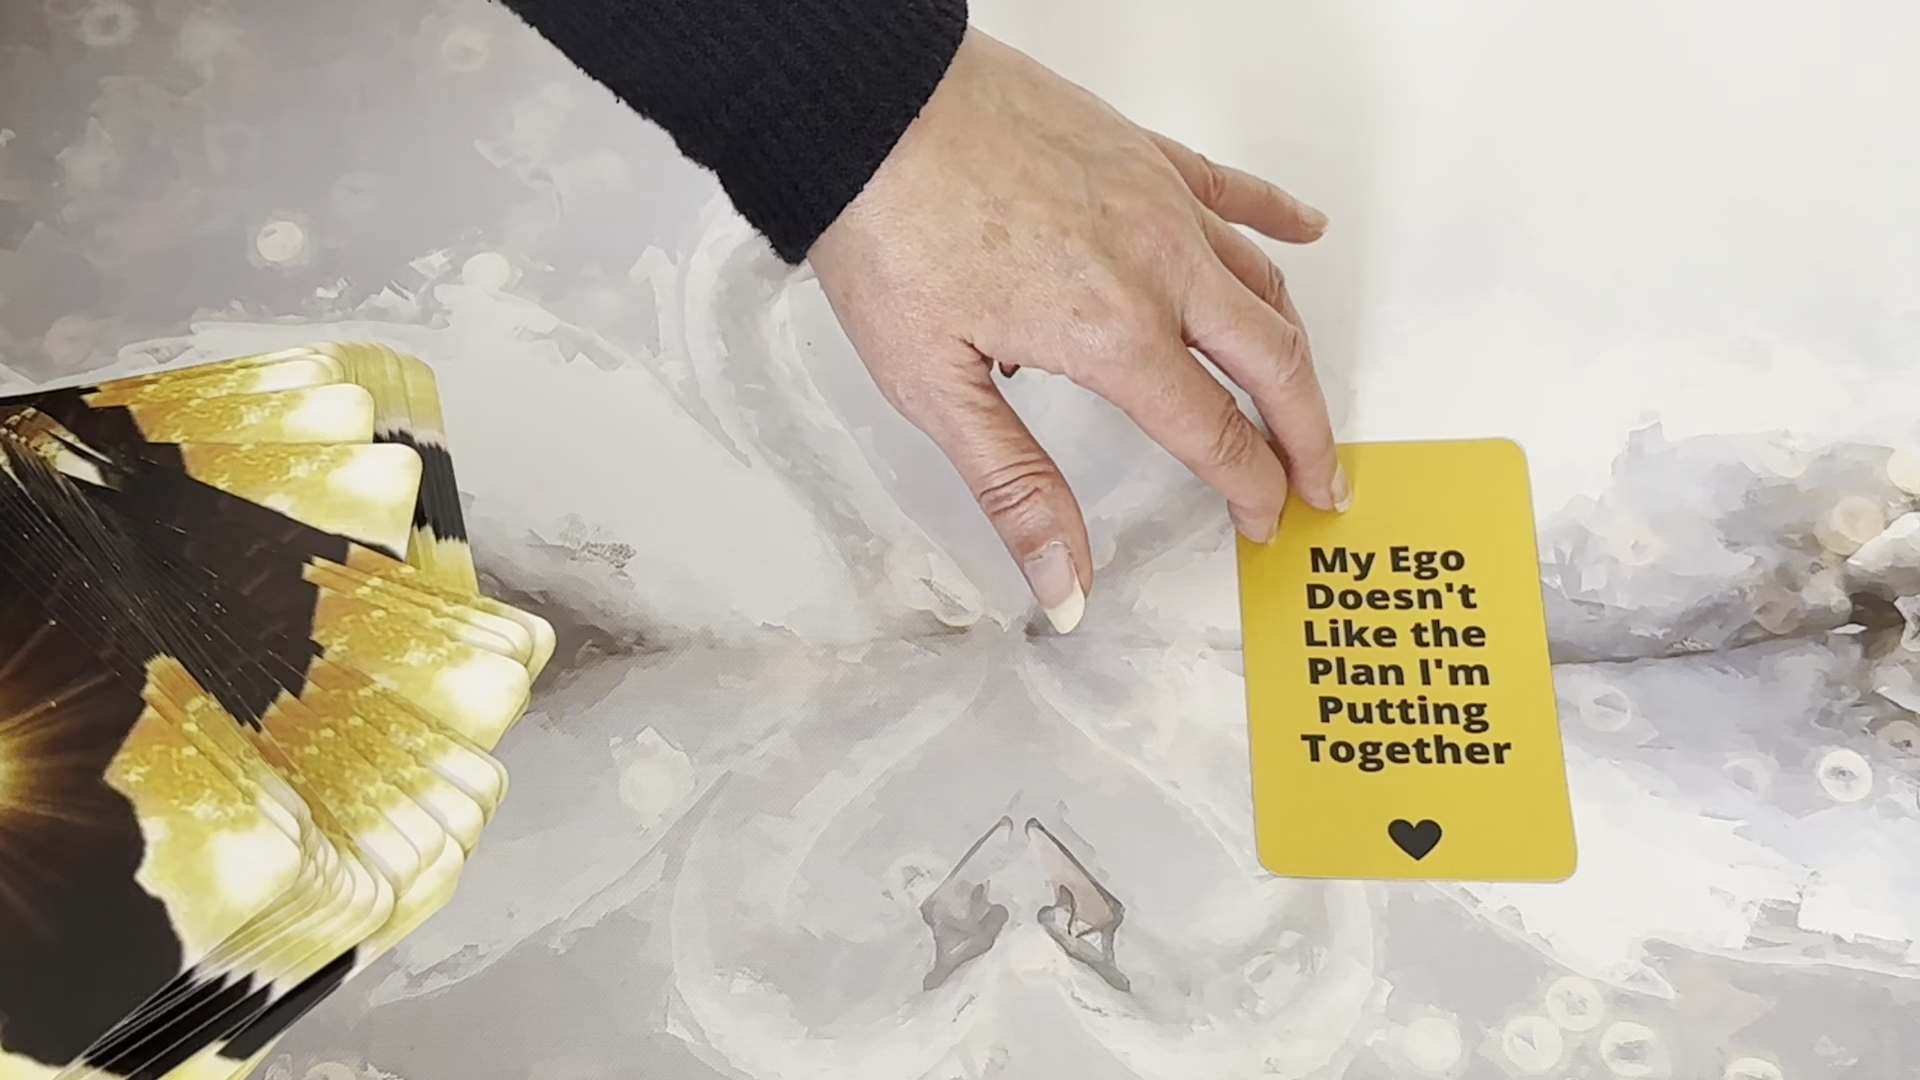 My Ego
Doesn't
Like the
Plan I'm
Putting
Together